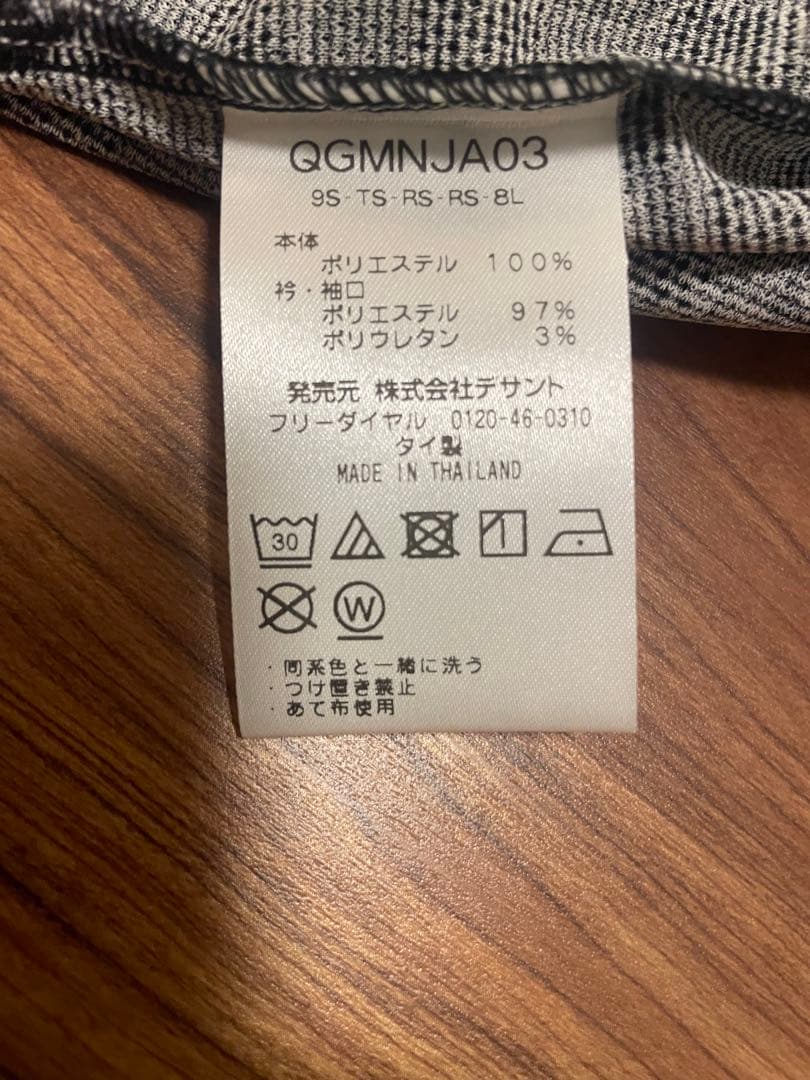 QGMNJA03
9S-TS-RS-RS-8L
本体
ポリエステル 100%
衿・袖口
ポリエステル 97%
ポリウレタン 3%
発売元 株式会社デサント
フリーダイヤル 0120-46-0310
タイ製
MADE IN THAILAND
30
W
・同系色と一緒に洗う
・つけ置き禁止
・あて布使用